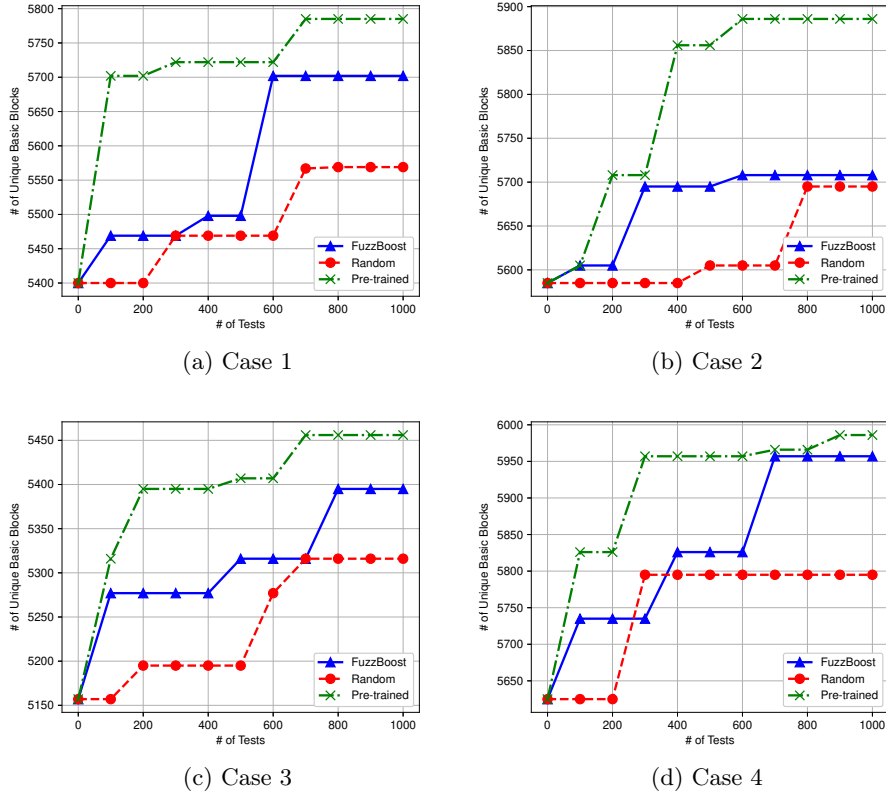 5800
5750
5700
5650
5600
5550
5500
5450
5400
# of Unique Basic Blocks
FuzzBoost
Random
Pre-trained
0 200 400 600 800 1000
# of Tests
(a) Case 1
5900
5850
5800
5750
5700
5650
5600
# of Unique Basic Blocks
FuzzBoost
Random
Pre-trained
0 200 400 600 800 1000
# of Tests
(b) Case 2
5450
5400
5350
5300
5250
5200
5150
# of Unique Basic Blocks
FuzzBoost
Random
Pre-trained
0 200 400 600 800 1000
# of Tests
(c) Case 3
6000
5950
5900
5850
5800
5750
5700
5650
# of Unique Basic Blocks
FuzzBoost
Random
Pre-trained
0 200 400 600 800 1000
# of Tests
(d) Case 4